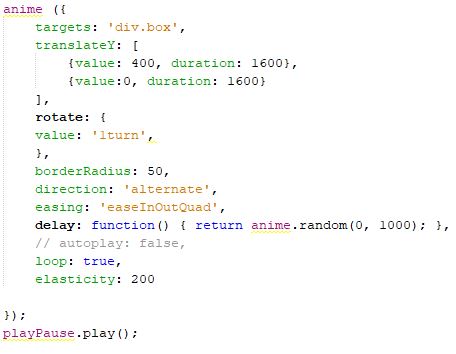 anime ({
targets: 'div.box',
translateY: [
{value: 400, duration: 1600},
{value:0, duration: 1600}
],
rotate: {
value: '1turn',
},
borderRadius: 50,
direction: 'alternate',
easing: 'easeInOutQuad',
delay: function() { return anime.random(0, 1000); },
// autoplay: false,
loop: true,
elasticity: 200
});
playPause.play();